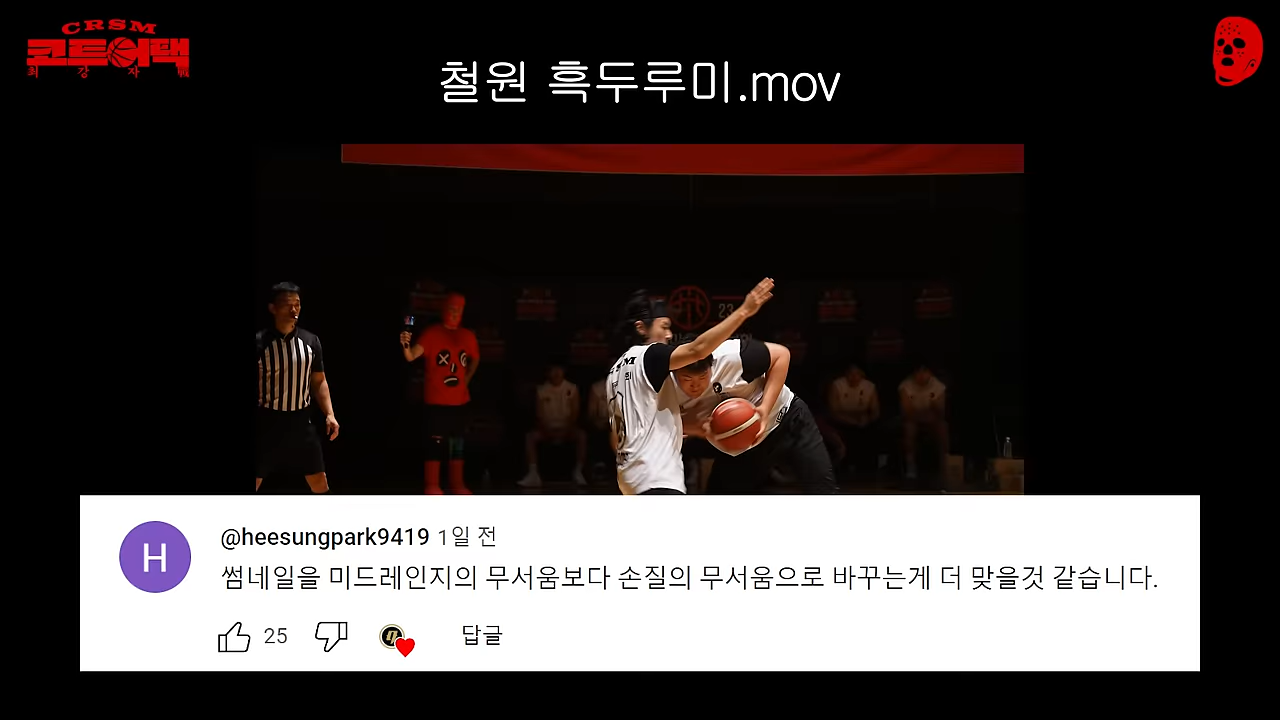 CRSM
코트어택
최강자戰
철원 흑두루미.mov
23
CRSM
@heesungpark9419 1일 전
썸네일을 미드레인지의 무서움보다 손질의 무서움으로 바꾸는게 더 맞을것 같습니다.
25
답글